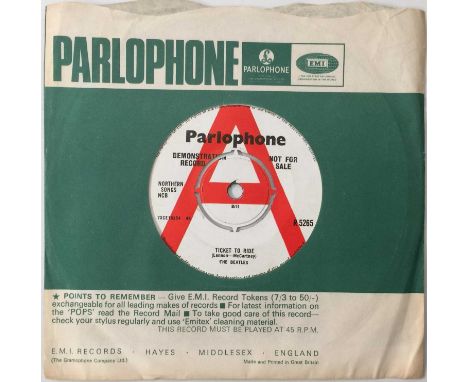 PARLOPHONE
PARLOPHONE
EMI
Parlophone
DEMONSTRATION
RECORD
NOT FOR
SALE
NORTHERN
SONGS
NCB
R 5265
TICKET TO RIDE
(Lennon—McCartney)
THE BEATLES
★ POINTS TO REMEMBER — Give E.M.I. Record Tokens (7/3 to 50/-)
exchangeable for all leading makes of records ■ For latest information on
the 'POPS' read the Record Mail ■ To take good care of this record—
check your stylus regularly and use 'Emitex' cleaning material.
THIS RECORD MUST BE PLAYED AT 45 R.P.M.
E.M.I. RECORDS · HAYES · MIDDLESEX · ENGLAND
(The Gramophone Company Ltd.)
Made and Printed in Great Britain